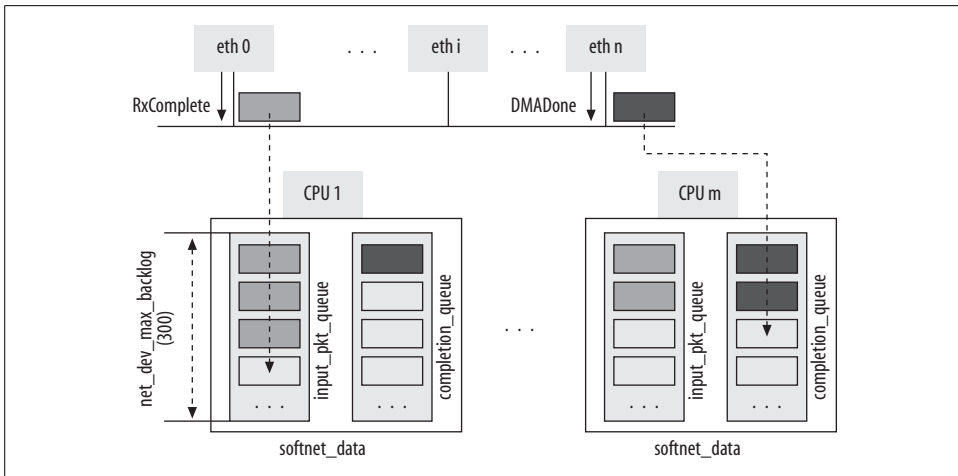 eth 0
. . .
eth i
. . .
eth n
RxComplete
DMADone
CPU 1
CPU m
net_dev_max_backlog
(300)
input_pkt_queue
completion_queue
. . .
input_pkt_queue
completion_queue
. . .
. . .
. . .
. . .
softnet_data
softnet_data